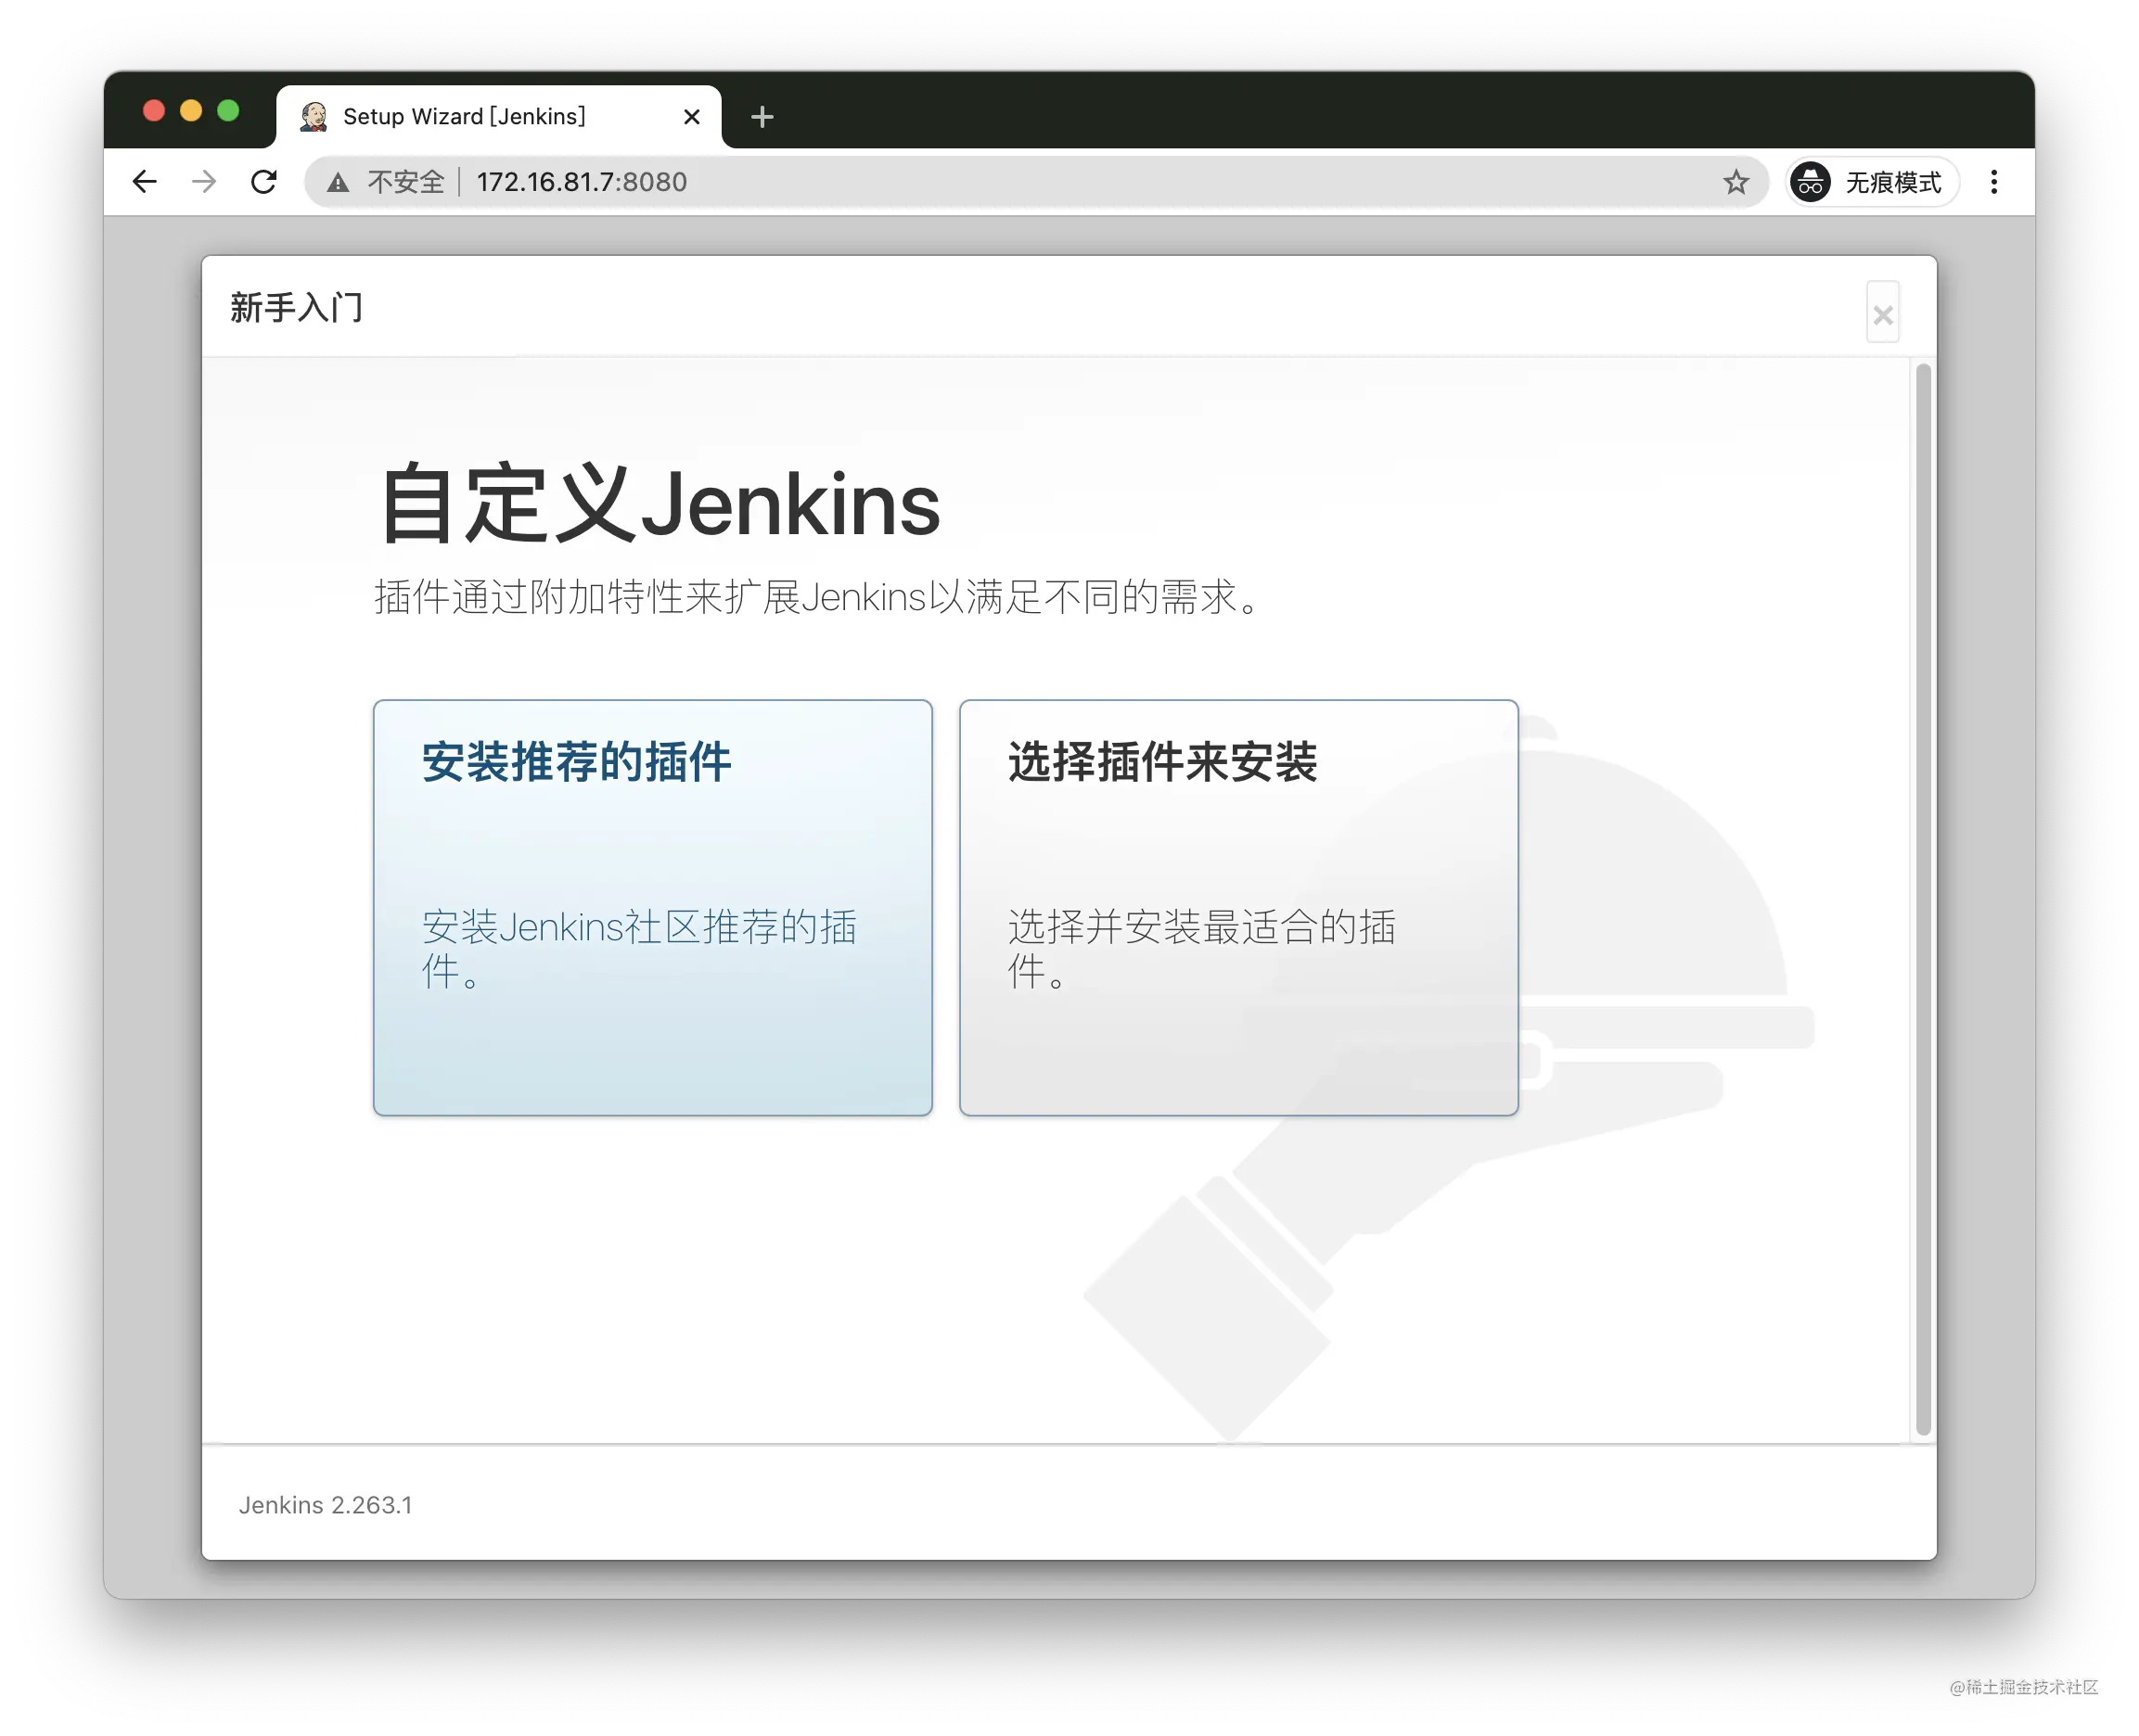 Setup Wizard [Jenkins]
不安全 172.16.81.7:8080
无痕模式
新手入门
自定义Jenkins
插件通过附加特性来扩展Jenkins以满足不同的需求。
安装推荐的插件
安装Jenkins社区推荐的插
件。
选择插件来安装
选择并安装最适合的插
件。
Jenkins 2.263.1
@稀土掘金技术社区